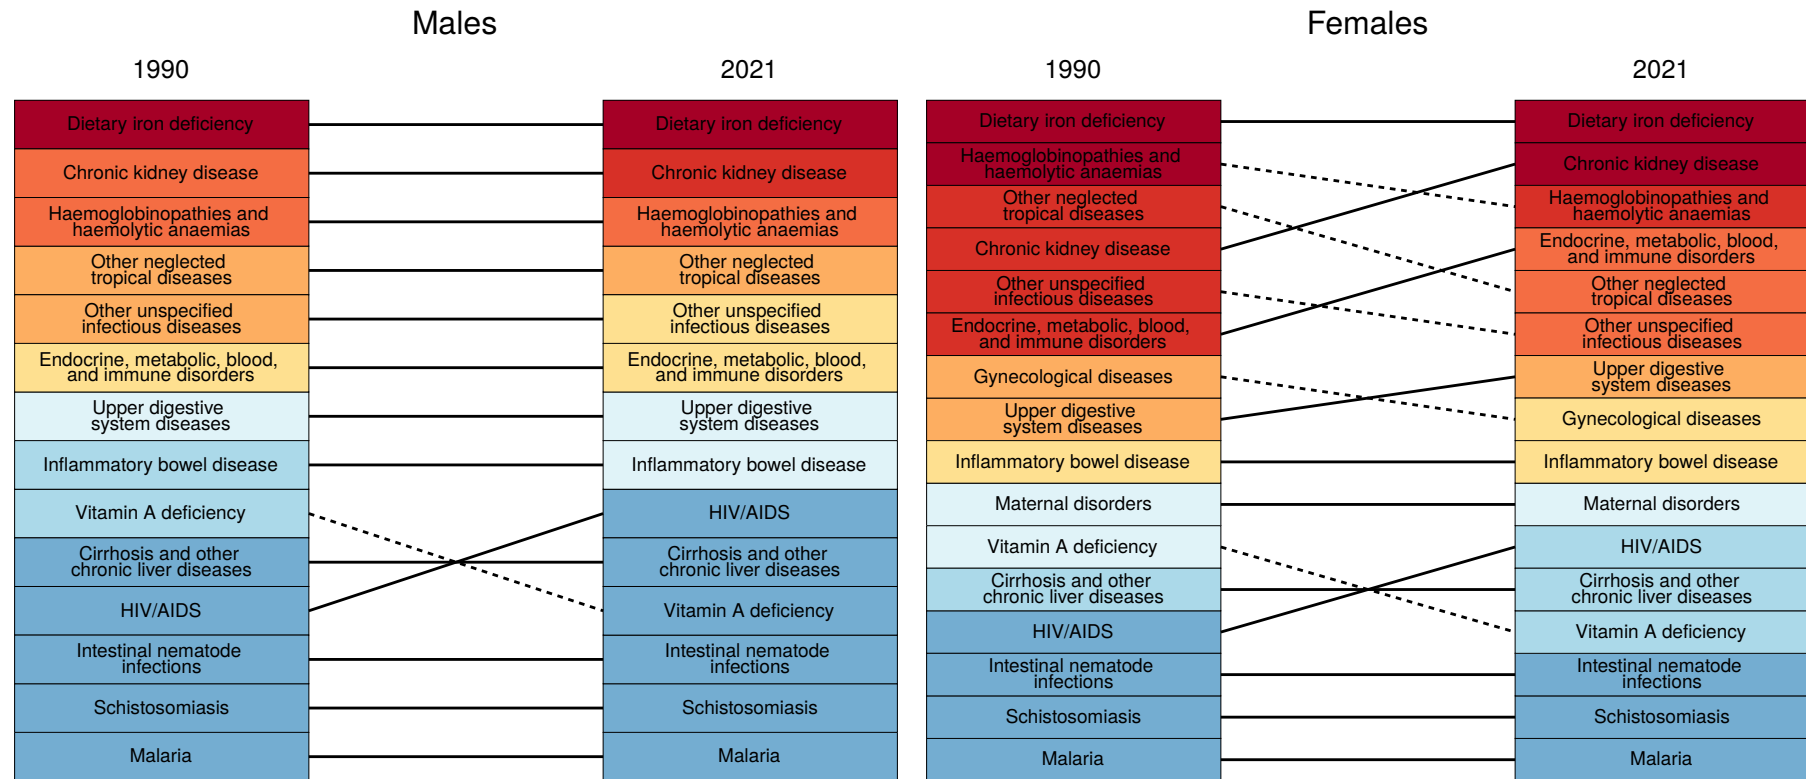 Males
1990
2021
Dietary iron deficiency
Chronic kidney disease
Haemoglobinopathies and
haemolytic anaemias
Other neglected
tropical diseases
Other unspecified
infectious diseases
Endocrine, metabolic, blood,
and immune disorders
Upper digestive
system diseases
Inflammatory bowel disease
Vitamin A deficiency
Cirrhosis and other
chronic liver diseases
HIV/AIDS
Intestinal nematode
infections
Schistosomiasis
Malaria
Dietary iron deficiency
Chronic kidney disease
Haemoglobinopathies and
haemolytic anaemias
Other neglected
tropical diseases
Other unspecified
infectious diseases
Endocrine, metabolic, blood,
and immune disorders
Upper digestive
system diseases
Inflammatory bowel disease
HIV/AIDS
Cirrhosis and other
chronic liver diseases
Vitamin A deficiency
Intestinal nematode
infections
Schistosomiasis
Malaria
Females
1990
2021
Dietary iron deficiency
Haemoglobinopathies and
haemolytic anaemias
Other neglected
tropical diseases
Chronic kidney disease
Other unspecified
infectious diseases
Endocrine, metabolic, blood,
and immune disorders
Gynecological diseases
Upper digestive
system diseases
Inflammatory bowel disease
Maternal disorders
Vitamin A deficiency
Cirrhosis and other
chronic liver diseases
HIV/AIDS
Intestinal nematode
infections
Schistosomiasis
Malaria
Dietary iron deficiency
Chronic kidney disease
Haemoglobinopathies and
haemolytic anaemias
Endocrine, metabolic, blood,
and immune disorders
Other neglected
tropical diseases
Other unspecified
infectious diseases
Upper digestive
system diseases
Gynecological diseases
Inflammatory bowel disease
Maternal disorders
HIV/AIDS
Cirrhosis and other
chronic liver diseases
Vitamin A deficiency
Intestinal nematode
infections
Schistosomiasis
Malaria